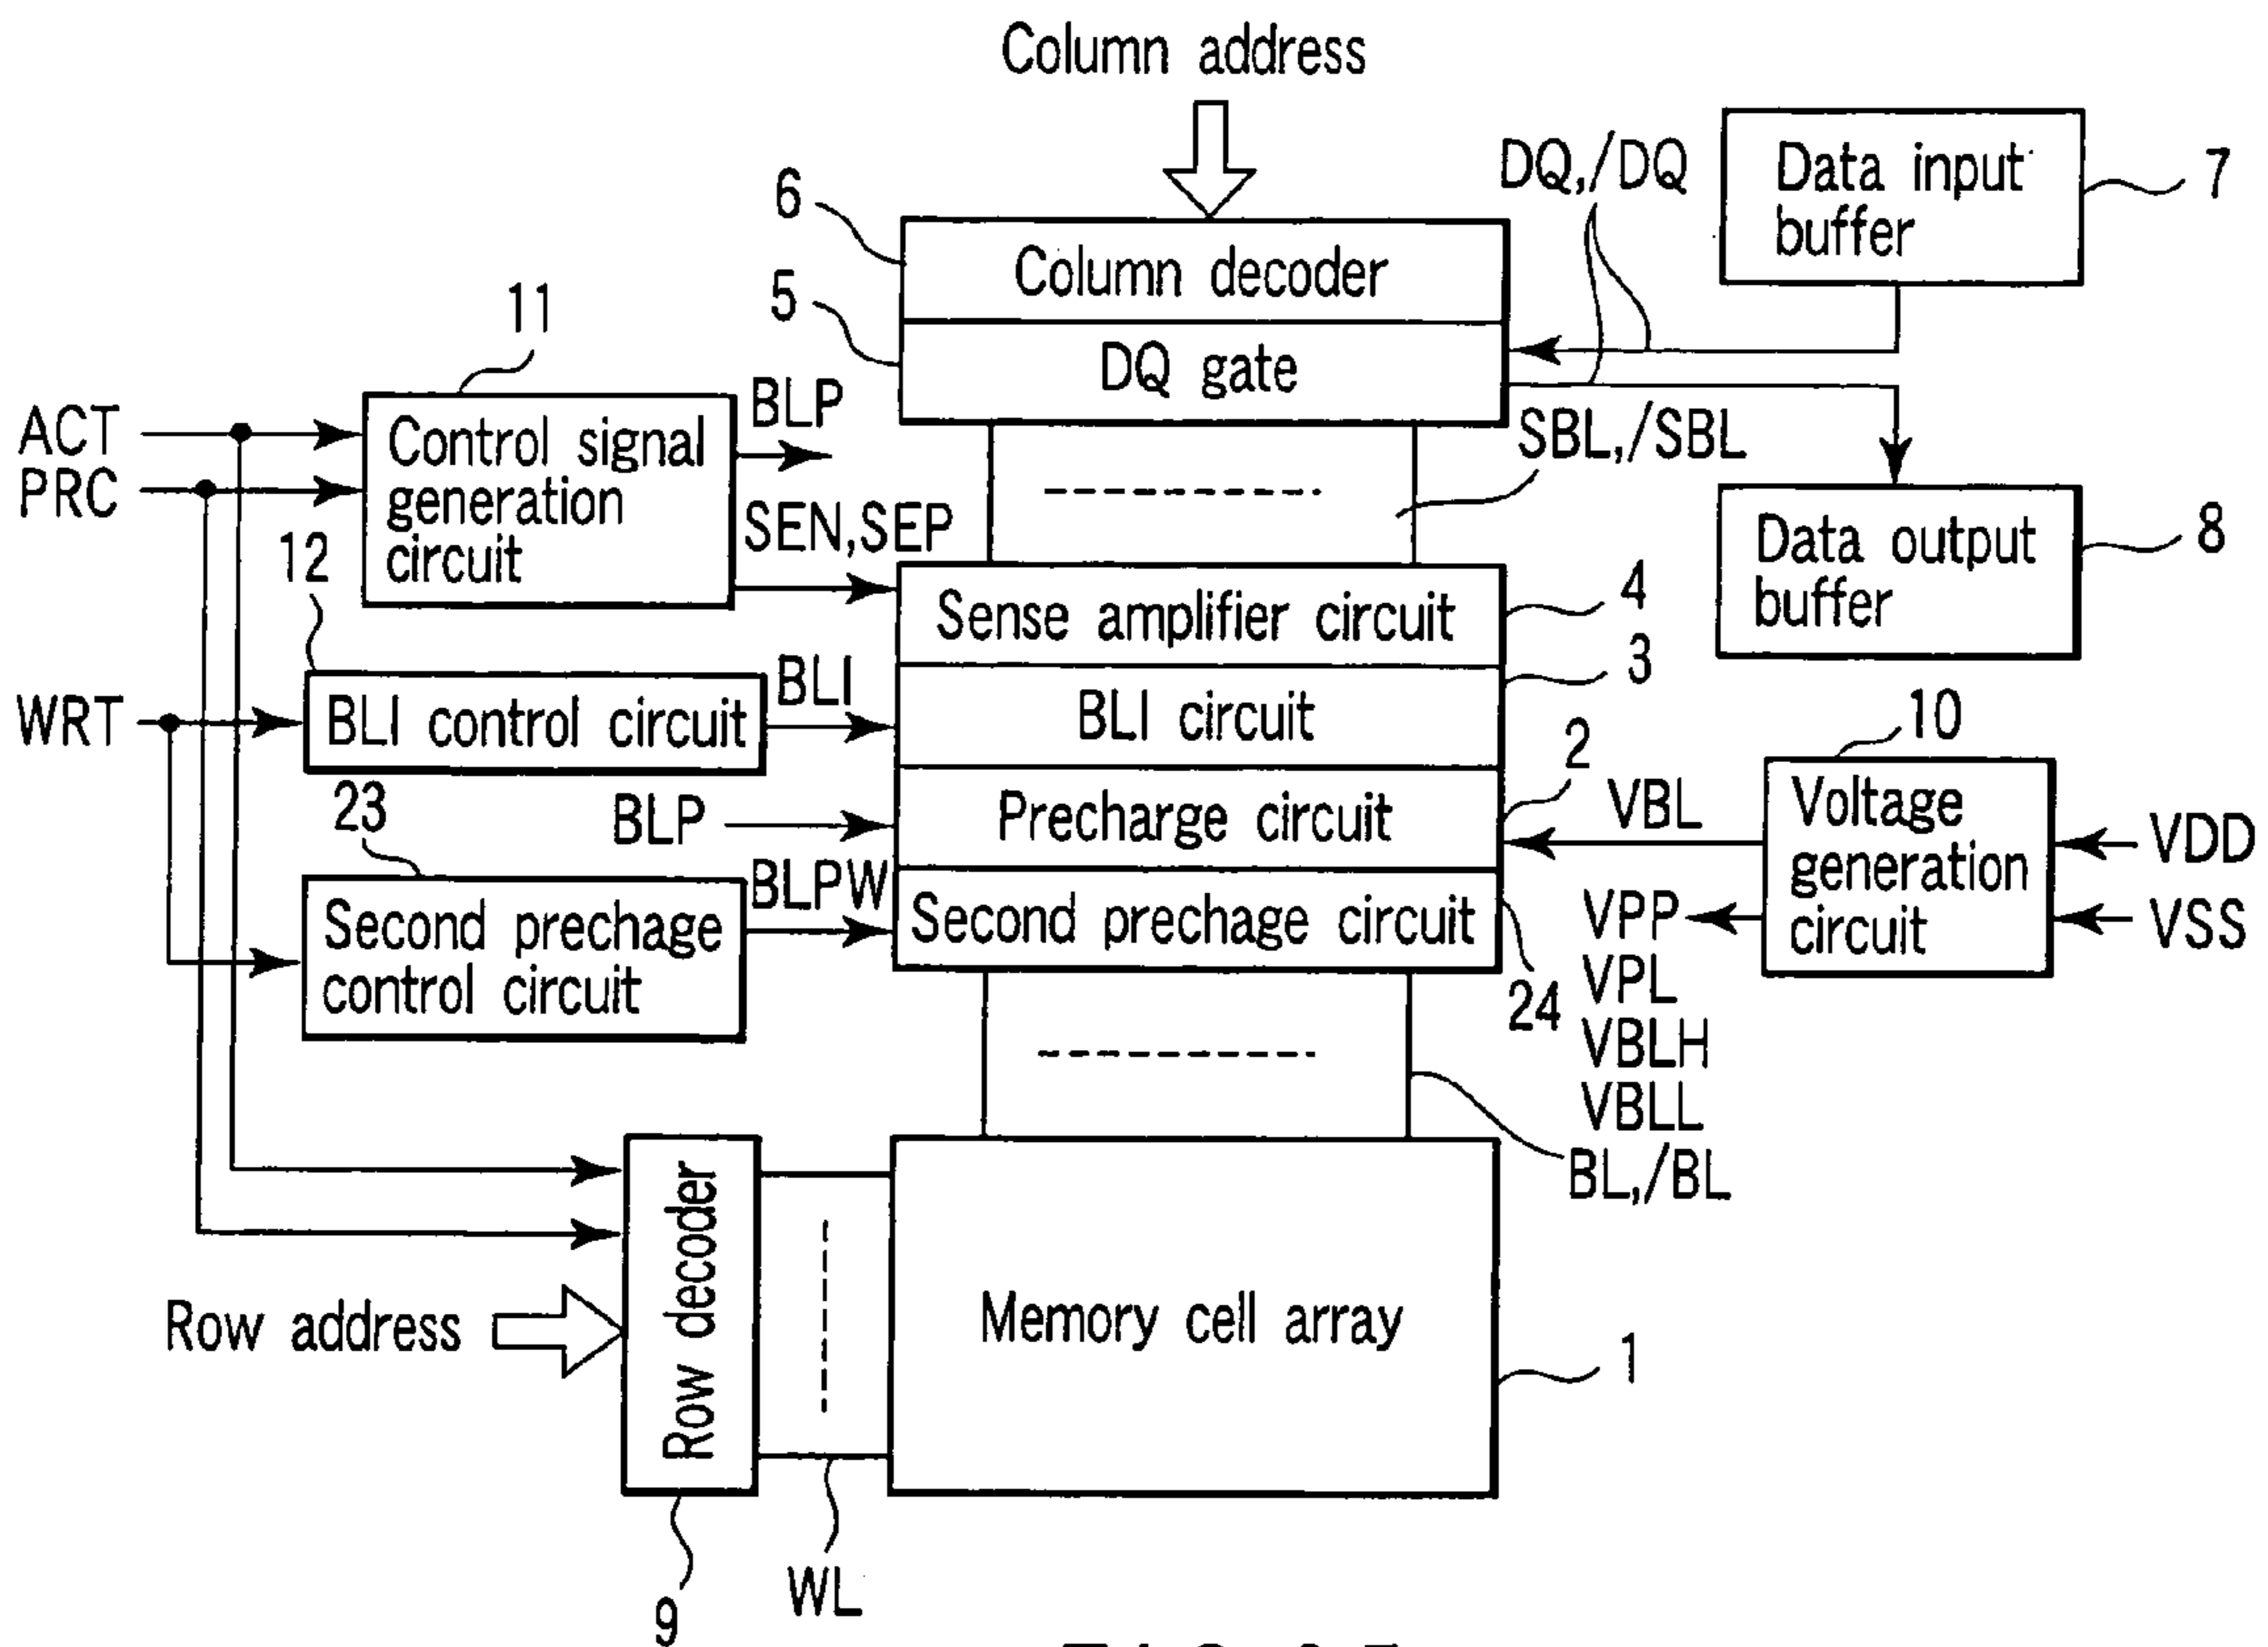 Column address
DQ,/DQ
Data input
buffer
7
6
Column decoder
5
DQ gate
11
ACT
PRC
Control signal
generation
circuit
BLP
SEN,SEP
SBL,/SBL
Data output
buffer
8
12
Sense amplifier circuit
4
3
WRT
BLI control circuit
BLI
BLI circuit
2
10
23
BLP
Precharge circuit
VBL
Voltage
generation
circuit
VDD
VSS
Second prechage
control circuit
BLPW
Second prechage circuit
24
VPP
VPL
VBLH
VBLL
BL,/BL
Row decoder
Row address
Memory cell array
1
9
WL